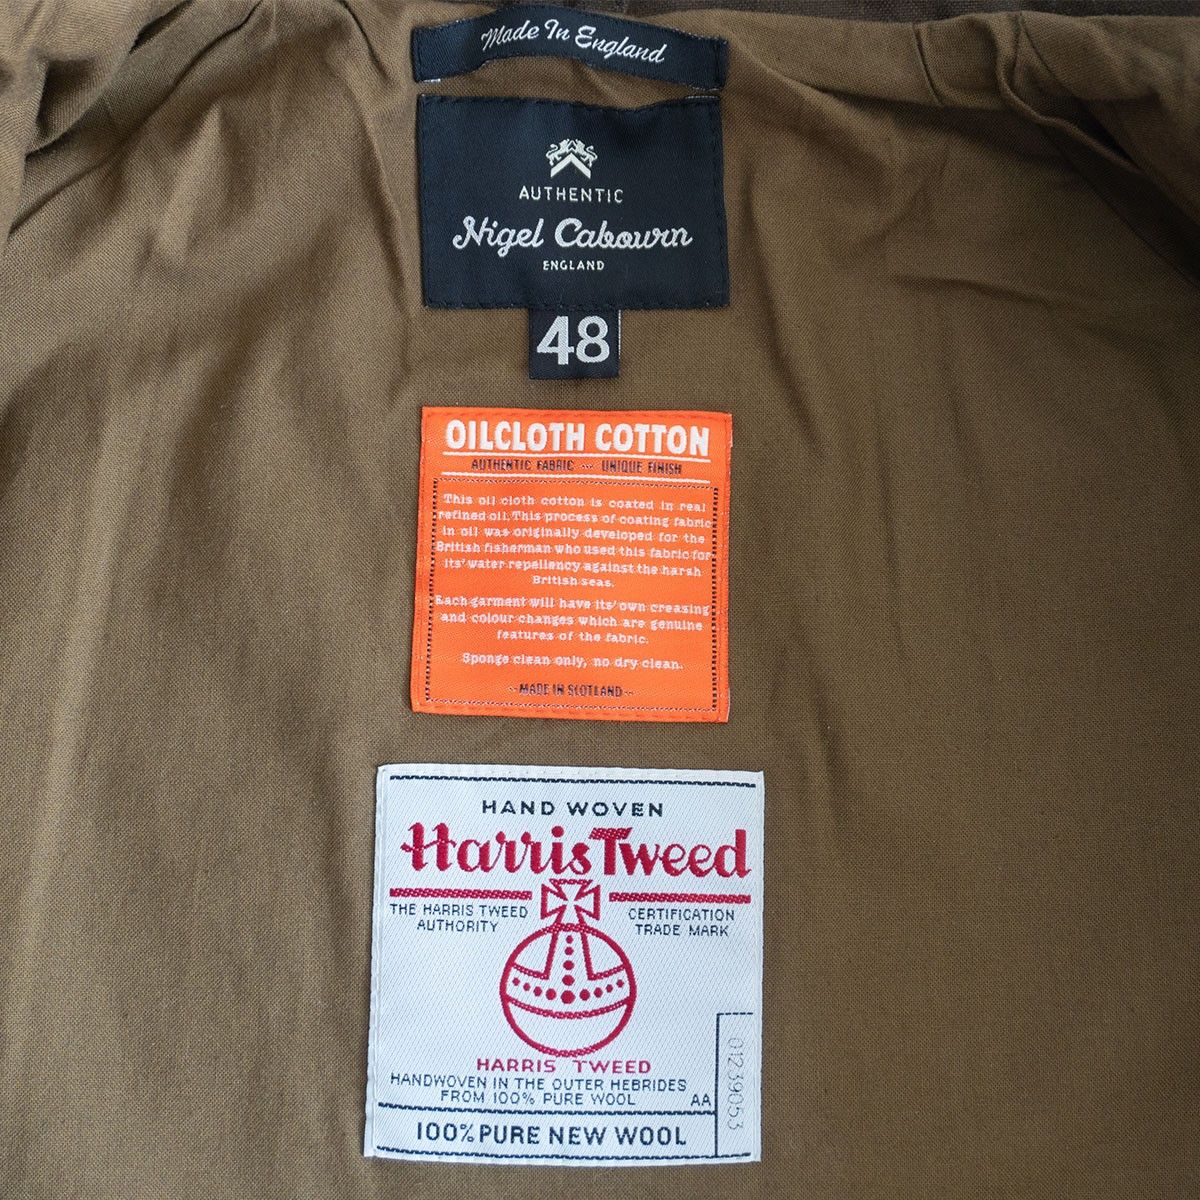 Made In England
AUTHENTIC
Nigel Cabourn
ENGLAND
48
OILCLOTH COTTON
AUTHENTIC FABRIC --- UNIQUE FINISH
This oil cloth cotton is coated in real
refined oil. This process of coating fabric
in oil was originally developed for the
British fisherman who used this fabric for
its' water repellency against the harsh
British seas.
Each garment will have its' own creasing
and colour changes which are genuine
features of the fabric.
Sponge clean only, no dry clean.
--MADE IN SCOTLAND--
HAND WOVEN
Harris Tweed
THE HARRIS TWEED
AUTHORITY
CERTIFICATION
TRADE MARK
HARRIS TWEED
HANDWOVEN IN THE OUTER HEBRIDES
FROM 100% PURE WOOL
AA
01239053
100% PURE NEW WOOL